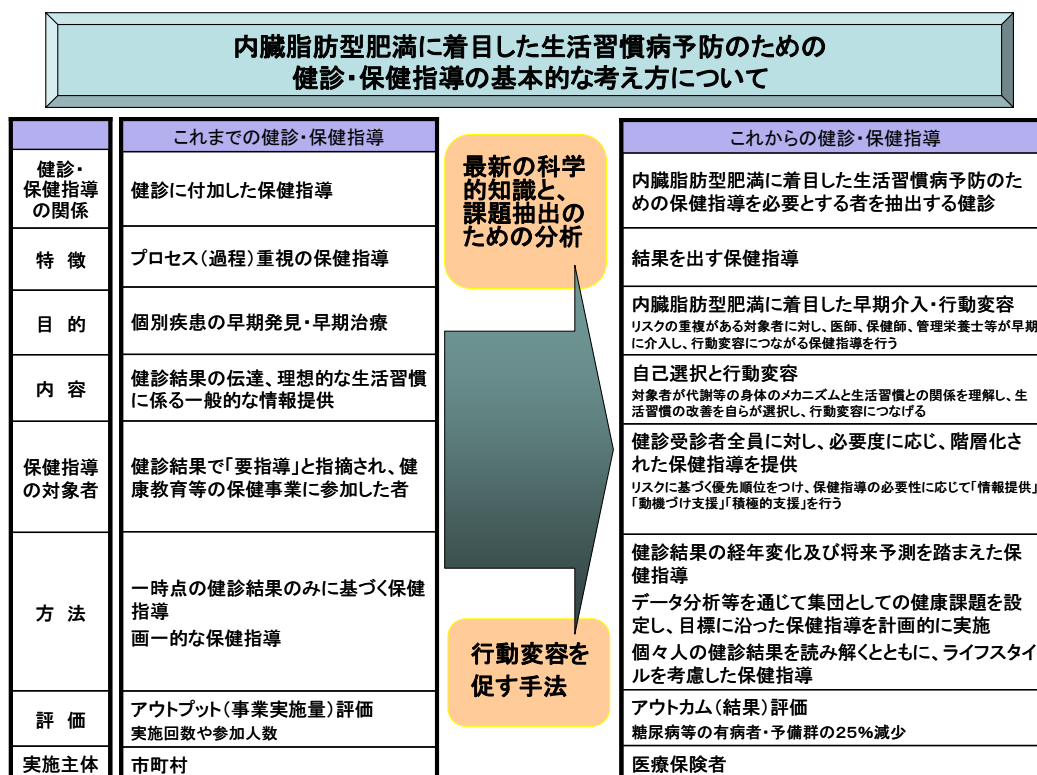 内臓脂肪型肥満に着目した生活習慣病予防のための
健診・保健指導の基本的な考え方について
これまでの健診・保健指導
最新の科学
的知識と、
課題抽出の
ための分析
これからの健診・保健指導
健診・
保健指導
の関係
健診に付加した保健指導
内臓脂肪型肥満に着目した生活習慣病予防のた
めの保健指導を必要とする者を抽出する健診
特 徴
プロセス(過程)重視の保健指導
結果を出す保健指導
目 的
個別疾患の早期発見・早期治療
内臓脂肪型肥満に着目した早期介入・行動変容
リスクの重複がある対象者に対し、医師、保健師、管理栄養士等が早期
に介入し、行動変容につながる保健指導を行う
内 容
健診結果の伝達、理想的な生活習慣
に係る一般的な情報提供
自己選択と行動変容
対象者が代謝等の身体のメカニズムと生活習慣との関係を理解し、生
活習慣の改善を自らが選択し、行動変容につなげる
保健指導
の対象者
健診結果で「要指導」と指摘され、健
康教育等の保健事業に参加した者
健診受診者全員に対し、必要度に応じ、階層化さ
れた保健指導を提供
リスクに基づく優先順位をつけ、保健指導の必要性に応じて「情報提供」
「動機づけ支援」「積極的支援」を行う
方 法
一時点の健診結果のみに基づく保健
指導
画一的な保健指導
行動変容を
促す手法
健診結果の経年変化及び将来予測を踏まえた保
健指導
データ分析等を通じて集団としての健康課題を設
定し、目標に沿った保健指導を計画的に実施
個々人の健診結果を読み解くとともに、ライフスタイ
ルを考慮した保健指導
評 価
アウトプット(事業実施量)評価
実施回数や参加人数
アウトカム(結果)評価
糖尿病等の有病者・予備群の25%減少
実施主体
市町村
医療保険者